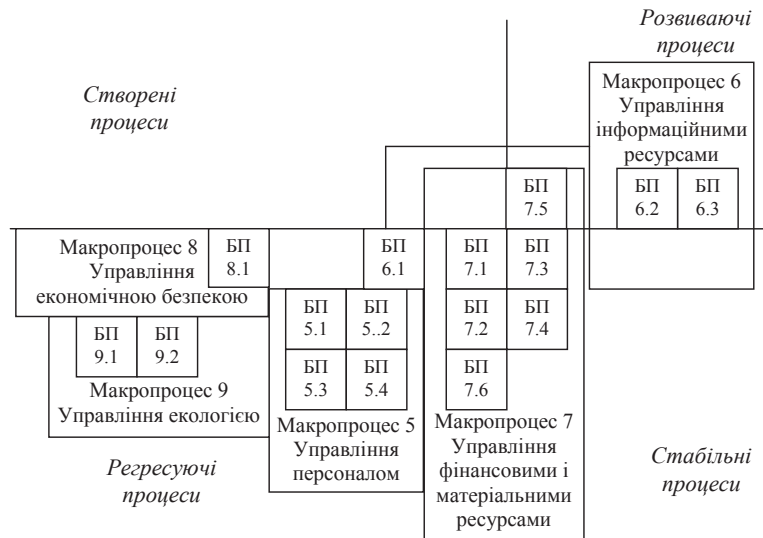 Розвиваючі
процеси
Створені
процеси
Макропроцес 6
Управління
інформаційними
ресурсами
БП
6.2
БП
6.3
БП
7.5
Макропроцес 8
Управління
економічною безпекою
БП
8.1
БП
6.1
БП
7.1
БП
7.3
БП
9.1
БП
9.2
БП
5.1
БП
5..2
БП
7.2
БП
7.4
БП
5.3
БП
5.4
БП
7.6
Макропроцес 9
Управління екологією
Макропроцес 5
Управління
персоналом
Макропроцес 7
Управління
фінансовими і
матеріальними
ресурсами
Регресуючі
процеси
Стабільні
процеси